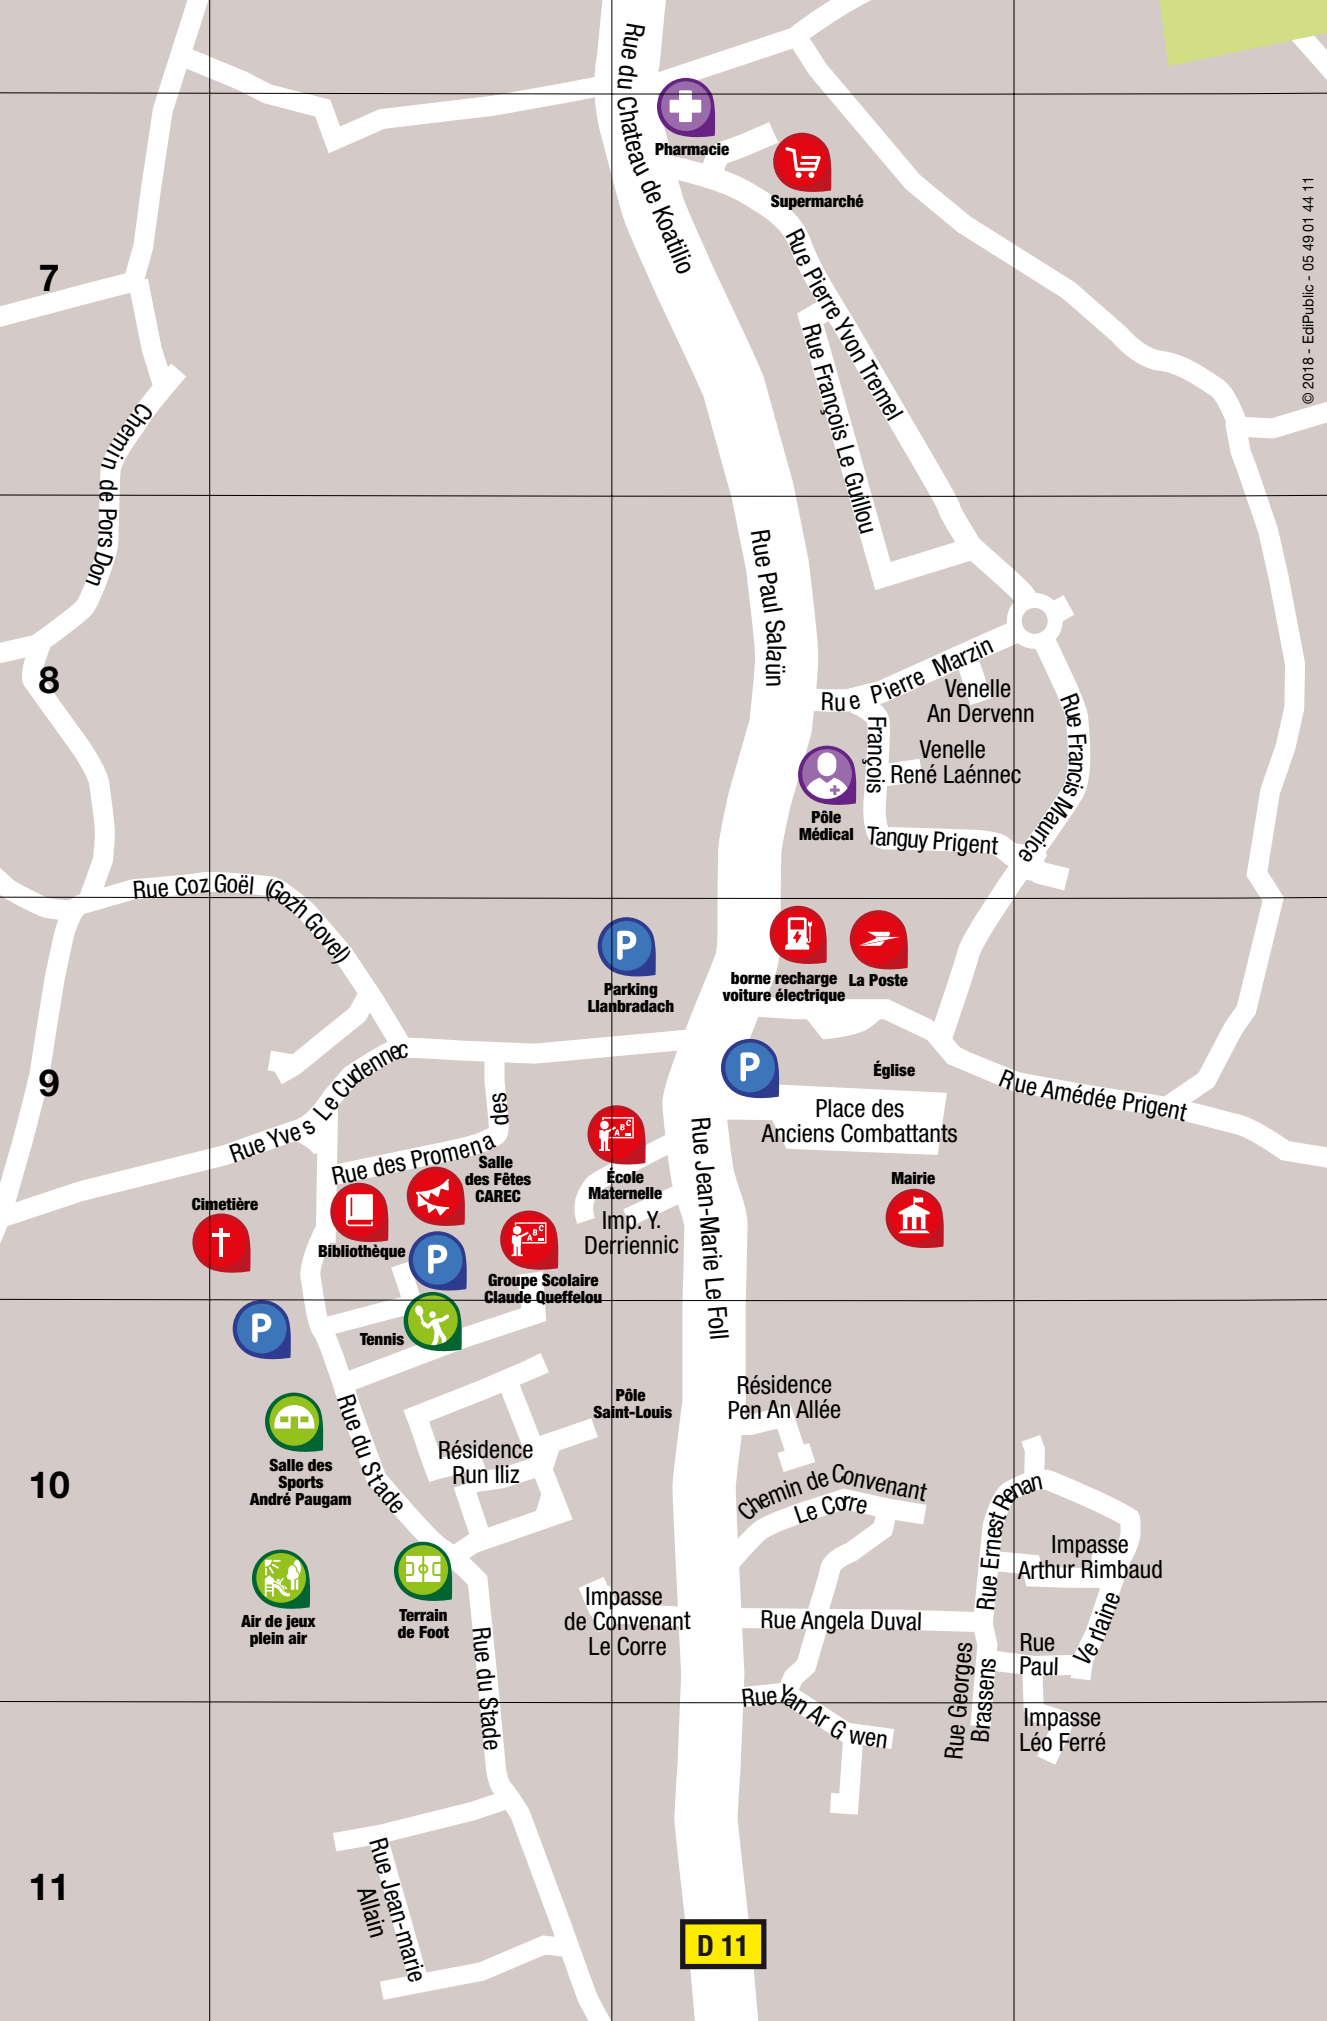 Rue du Chateau de Koatilio
Pharmacie
Supermarché
© 2018 - EdiPublic - 05 49 01 44 11
7
Rue Pierre Yvon Tremel
Rue François Le Guillou
Chemin de Pors Don
Rue Paul Salaün
8
Rue Pierre Marzin
Venelle
An Dervenn
Rue Francis Maurice
François
Tanguy Prigent
Venelle
René Laénnec
Pôle
Médical
Rue Coz Goël (Gozh Govel)
P
Parking
Llanbradach
borne recharge
voiture électrique
La Poste
9
Rue Yves Le Cudennec
P
Église
Rue Amédée Prigent
Place des
Anciens Combattants
Rue des Promena des
Salle
des Fêtes
CAREC
A B C
École
Maternelle
Rue Jean-Marie Le Foll
Mairie
Cimetière
Bibliothèque
P
A B C
Groupe Scolaire
Claude Queffelou
Imp. Y.
Derriennic
P
Tennis
Rue du Stade
Pôle
Saint-Louis
Résidence
Pen An Allée
Résidence
Run Iliz
10
Salle des
Sports
André Paugam
Chemin de Convenant
Le Corre
Rue Ernest Renan
Impasse
Arthur Rimbaud
Air de jeux
plein air
Terrain
de Foot
Impasse
de Convenant
Le Corre
Rue Angela Duval
Rue
Paul
Ve rlaine
Rue du Stade
Rue Yan Ar G wen
Rue Georges
Brassens
Impasse
Léo Ferré
11
Rue Jean-marie
Allain
D 11